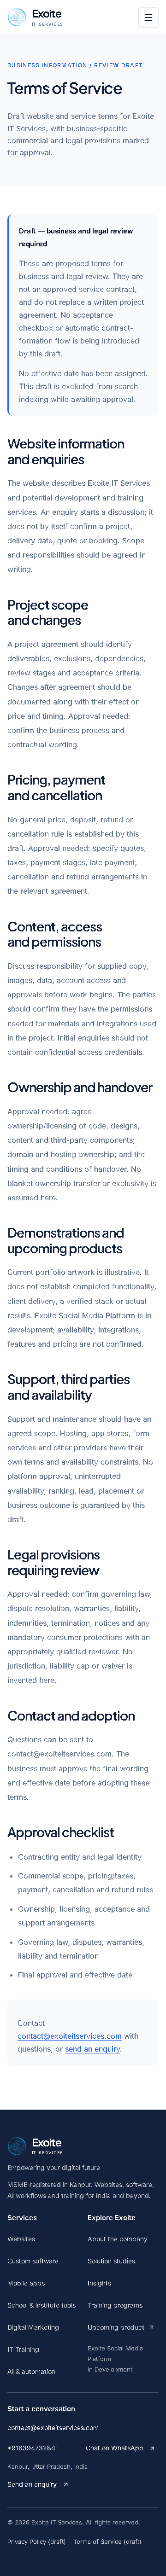 Exoite
IT SERVICES
BUSINESS INFORMATION / REVIEW DRAFT
Terms of Service
Draft website and service terms for Exoite
IT Services, with business-specific
commercial and legal provisions marked
for approval.
Draft — business and legal review
required
These are proposed terms for
business and legal review. They are
not an approved service contract,
and do not replace a written project
agreement. No acceptance
checkbox or automatic contract-
formation flow is being introduced
by this draft.
No effective date has been assigned.
This draft is excluded from search
indexing while awaiting approval.
Website information
and enquiries
The website describes Exoite IT Services
and potential development and training
services. An enquiry starts a discussion; it
does not by itself confirm a project,
delivery date, quote or booking. Scope
and responsibilities should be agreed in
writing.
Project scope
and changes
A project agreement should identify
deliverables, exclusions, dependencies,
review stages and acceptance criteria.
Changes after agreement should be
documented along with their effect on
price and timing. Approval needed:
confirm the business process and
contractual wording.
Pricing, payment
and cancellation
No general price, deposit, refund or
cancellation rule is established by this
draft. Approval needed: specify quotes,
taxes, payment stages, late payment,
cancellation and refund arrangements in
the relevant agreement.
Content, access
and permissions
Discuss responsibility for supplied copy,
images, data, account access and
approvals before work begins. The parties
should confirm they have the permissions
needed for materials and integrations used
in the project. Initial enquiries should not
contain confidential access credentials.
Ownership and handover
Approval needed: agree
ownership/licensing of code, designs,
content and third-party components;
domain and hosting ownership; and the
timing and conditions of handover. No
blanket ownership transfer or exclusivity is
assumed here.
Demonstrations and
upcoming products
Current portfolio artwork is illustrative. It
does not establish completed functionality,
client delivery, a verified stack or actual
results. Exoite Social Media Platform is in
development; availability, integrations,
features and pricing are not confirmed.
Support, third parties
and availability
Support and maintenance should have an
agreed scope. Hosting, app stores, form
services and other providers have their
own terms and availability constraints. No
platform approval, uninterrupted
availability, ranking, lead, placement or
business outcome is guaranteed by this
draft.
Legal provisions
requiring review
Approval needed: confirm governing law,
dispute resolution, warranties, liability,
indemnities, termination, notices and any
mandatory consumer protections with an
appropriately qualified reviewer. No
jurisdiction, liability cap or waiver is
invented here.
Contact and adoption
Questions can be sent to
contact@exoiteitservices.com. The
business must approve the final wording
and effective date before adopting these
terms.
Approval checklist
• Contracting entity and legal identity
• Commercial scope, pricing/taxes,
payment, cancellation and refund rules
• Ownership, licensing, acceptance and
support arrangements
• Governing law, disputes, warranties,
liability and termination
• Final approval and effective date
Contact
contact@exoiteitservices.com with
questions, or send an enquiry.
Exoite
IT SERVICES
Empowering your digital future
MSME-registered in Kanpur. Websites, software,
AI workflows and training for India and beyond.
Services
Websites
Custom software
Mobile apps
School & institute tools
Digital Marketing
IT Training
AI & automation
Explore Exoite
About the company
Solution studies
Insights
Training programs
Upcoming product ↗
Exoite Social Media
Platform
in Development
Start a conversation
contact@exoiteitservices.com
+916394732841
Chat on WhatsApp ↗
Kanpur, Uttar Pradesh, India
Send an enquiry ↗
© 2026 Exoite IT Services. All rights reserved.
Privacy Policy (draft) Terms of Service (draft)